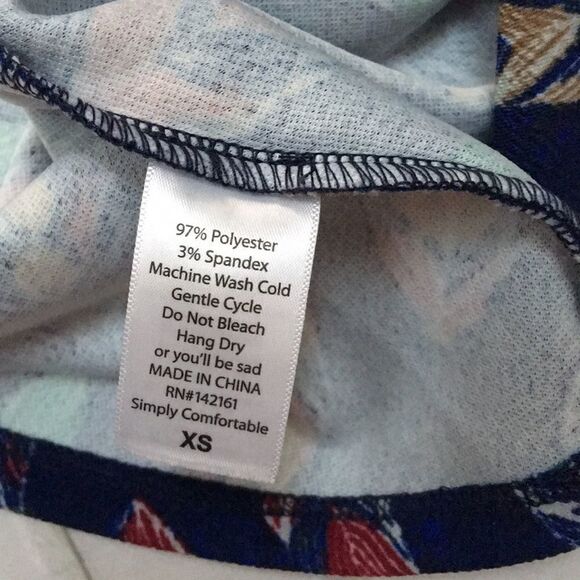 97% Polyester
3% Spandex
Machine Wash Cold
Gentle Cycle
Do Not Bleach
Hang Dry
or you'll be sad
MADE IN CHINA
RN#142161
Simply Comfortable
XS